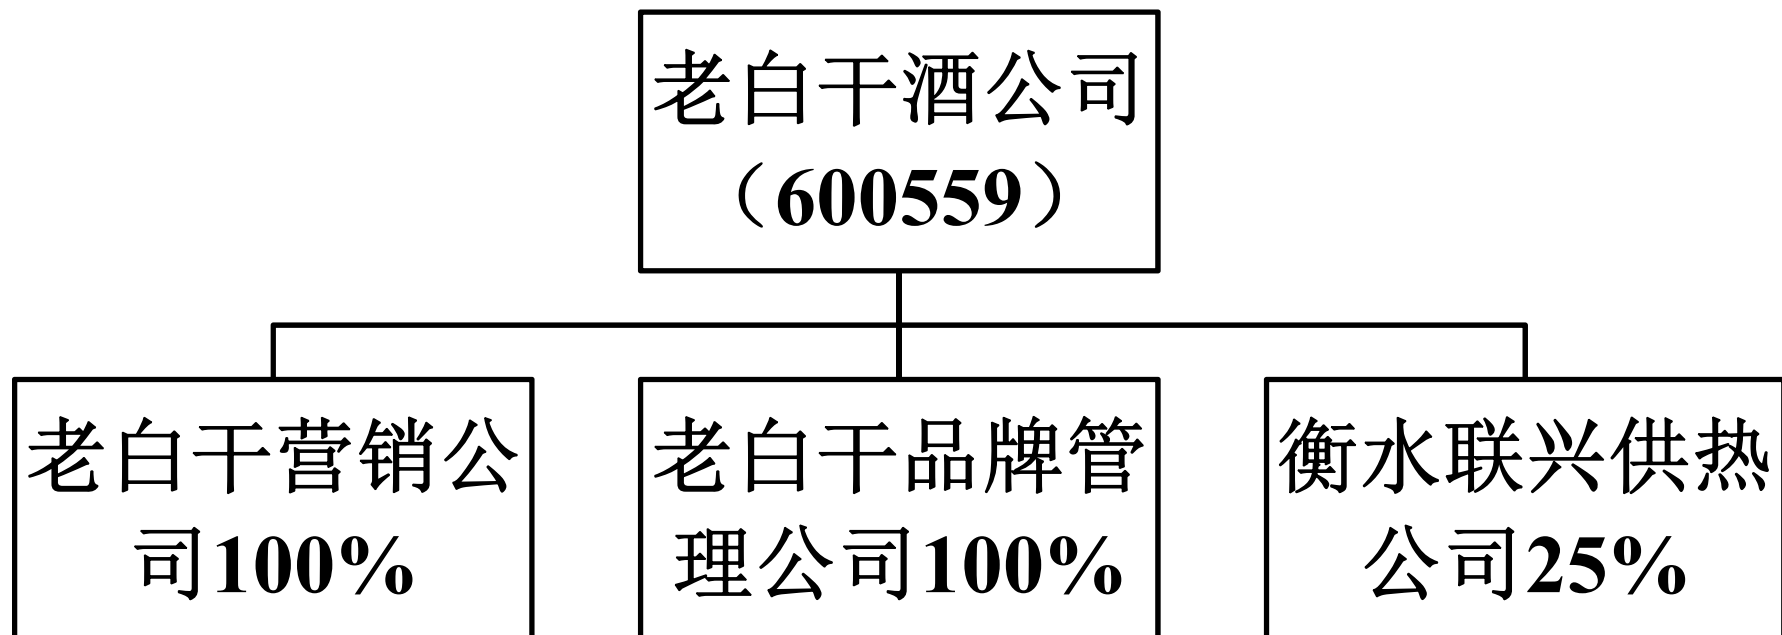 老白干酒公司
（600559）
老白干营销公
司100%
老白干品牌管
理公司100%
衡水联兴供热
公司25%